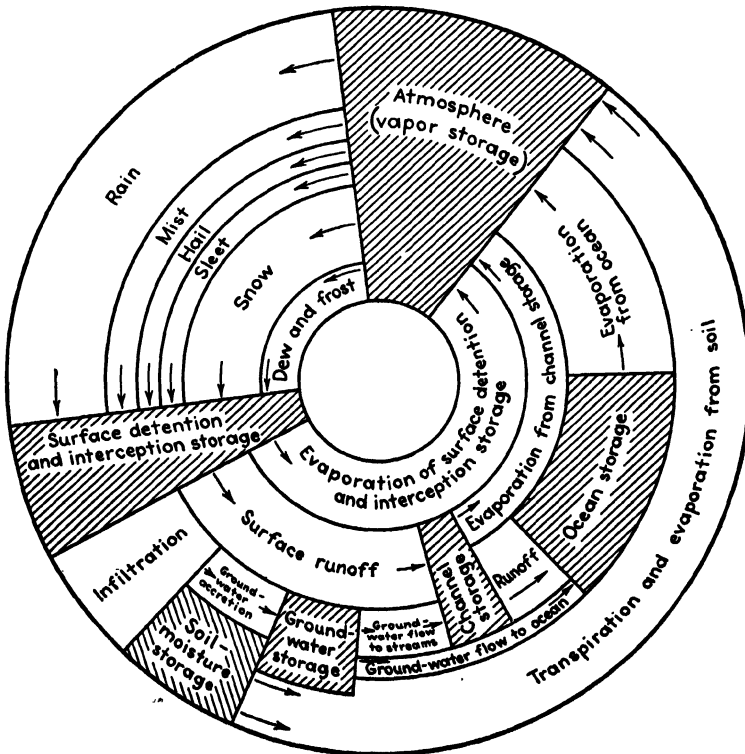 Atmosphere
(vapor storage)
Rain
Mist
Hail
Sleet
Snow
Dew and frost
Surface detention
and interception storage
Evaporation of surface detention
and interception storage
Evaporation from channel storage
Evaporation
from ocean
Transpiration and evaporation from soil
Ocean storage
Infiltration
Surface runoff
Channel
storage
Runoff
Ground-
water
accretion
Soil-
moisture
storage
Ground-
water
storage
Ground-
water flow
to streams
Ground-water flow to ocean